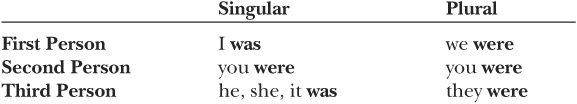 Singular Plural
First Person I was we were
Second Person you were you were
Third Person he, she, it was they were